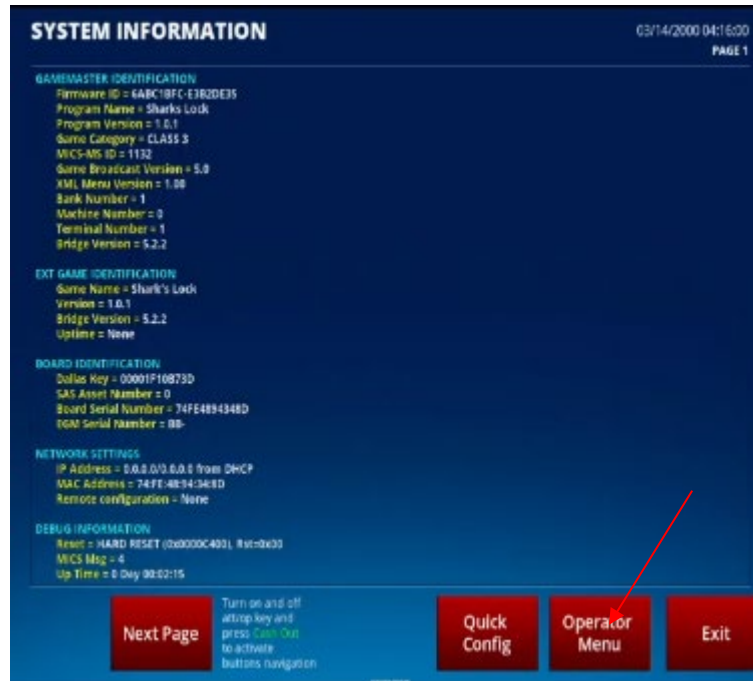 SYSTEM INFORMATION
03/14/2000 04:16:00
PAGE 1
GAMEMASTER IDENTIFICATION
Firmware ID = 6ABC1BFC-E3B2DE35
Program Name = Sharks Lock
Program Version = 1.0.1
Game Category = CLASS 3
MICS-MS ID = 1132
Game Broadcast Version = 5.0
XML Menu Version = 1.00
Bank Number = 1
Machine Number = 0
Terminal Number = 1
Bridge Version = 5.2.2
EXT GAME IDENTIFICATION
Game Name = Shark's Lock
Version = 1.0.1
Bridge Version = 5.2.2
Uptime = None
BOARD IDENTIFICATION
Dallas Key = 00001F10B73D
SAS Asset Number = 0
Board Serial Number = 74FE4894348D
EGM Serial Number = BB-
NETWORK SETTINGS
IP Address = 0.0.0.0/0.0.0.0 from DHCP
MAC Address = 74:FE:48:94:34:8D
Remote configuration = None
DEBUG INFORMATION
Reset = HARD RESET (0x0000C400), Rst=0x30
MICS Msg = 4
Up Time = 0 Day 00:02:15
Next Page
Turn on and off
attop key and
press Cash Out
to activate
buttons navigation
Quick
Config
Operator
Menu
Exit